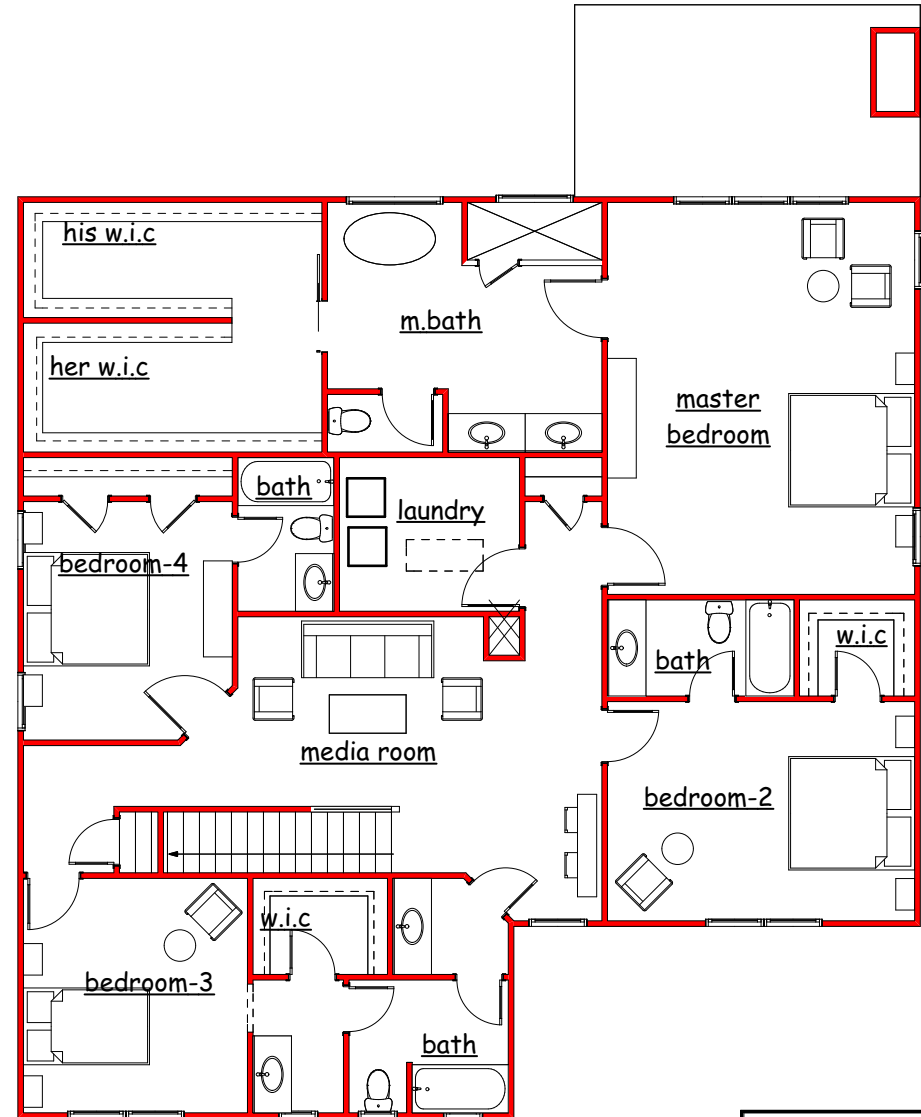 his w.i.c
m.bath
her w.i.c
master
bedroom
bath
laundry
bedroom-4
w.i.c
bath
media room
bedroom-2
w.i.c
bedroom-3
bath